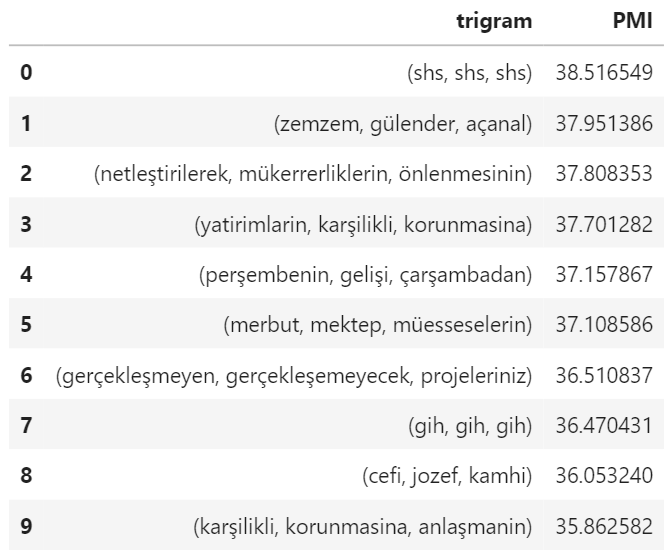 trigram PMI
0 (shs, shs, shs) 38.516549
1 (zemzem, gülender, açanal) 37.951386
2 (netleştirilerek, mükerrerliklerin, önlenmesinin) 37.808353
3 (yatirimlarin, karşilikli, korunmasina) 37.701282
4 (perşembenin, gelişi, çarşambadan) 37.157867
5 (merbut, mektep, müesseselerin) 37.108586
6 (gerçekleşmeyen, gerçekleşemeyecek, projeleriniz) 36.510837
7 (gih, gih, gih) 36.470431
8 (cefi, jozef, kamhi) 36.053240
9 (karşilikli, korunmasina, anlaşmanin) 35.862582